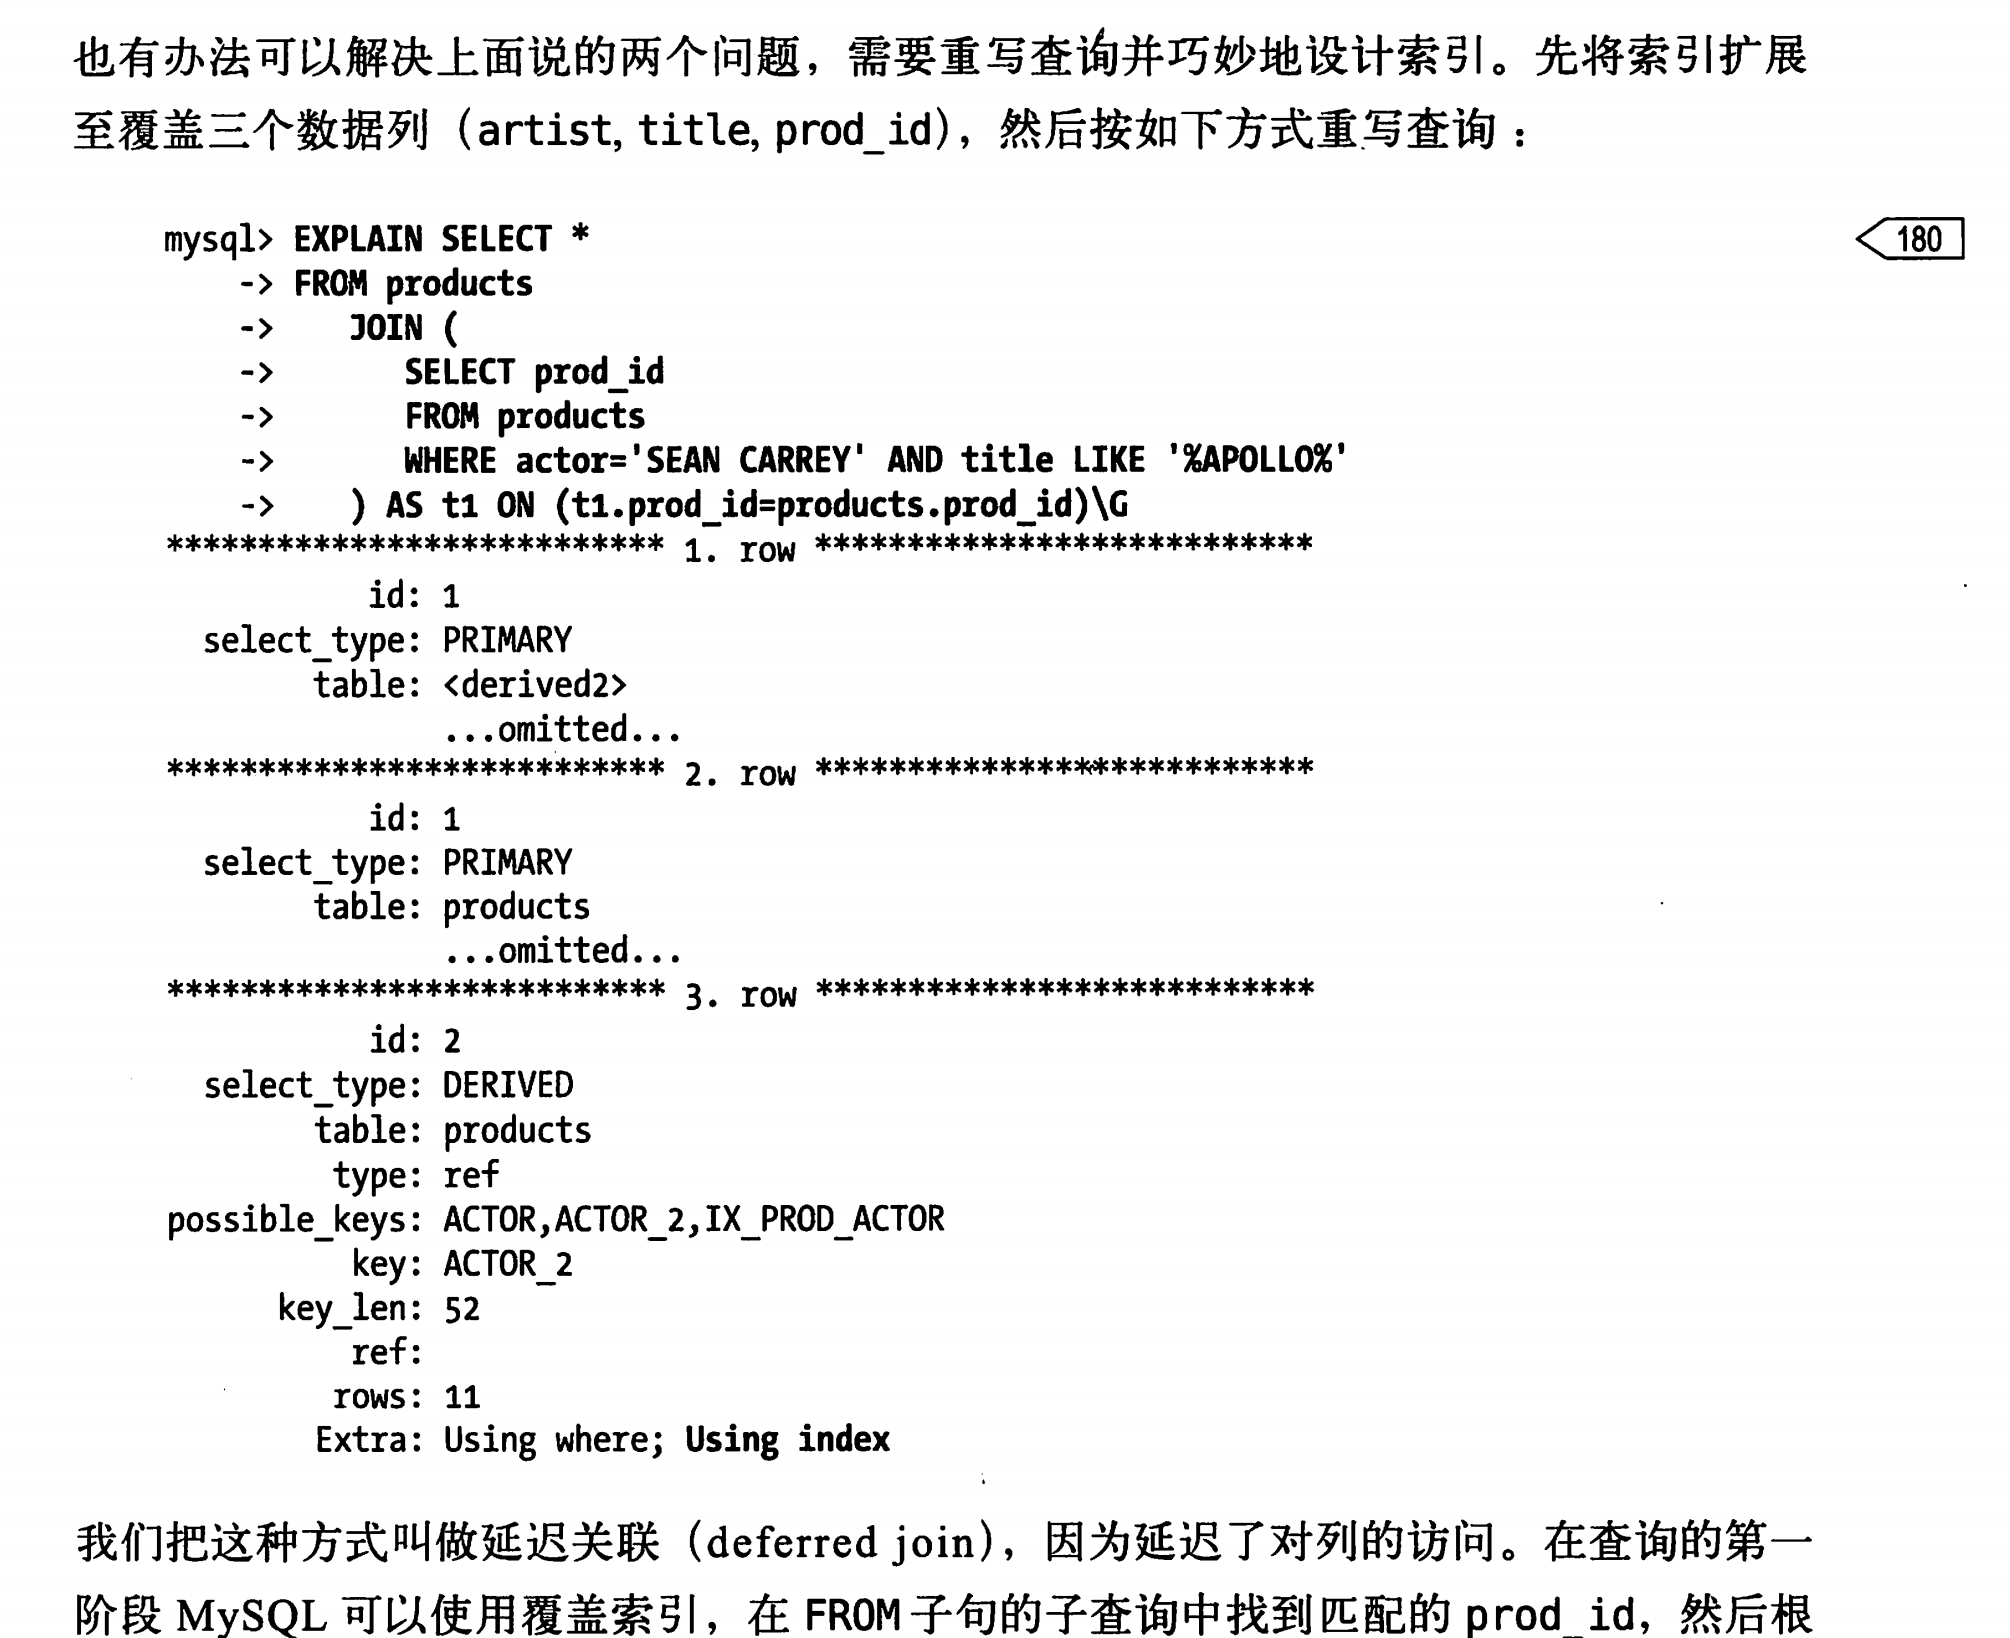 也有办法可以解决上面说的两个问题，需要重写查询并巧妙地设计索引。先将索引扩展
至覆盖三个数据列（artist, title, prod_id），然后按如下方式重写查询：
mysql> EXPLAIN SELECT *
180
-> FROM products
-> JOIN (
-> SELECT prod_id
-> FROM products
-> WHERE actor='SEAN CARREY' AND title LIKE '%APOLLO%'
-> ) AS t1 ON (t1.prod_id=products.prod_id)\G
*************************** 1. row ***************************
id: 1
select_type: PRIMARY
table: <derived2>
...omitted...
*************************** 2. row ***************************
id: 1
select_type: PRIMARY
table: products
...omitted...
*************************** 3. row ***************************
id: 2
select_type: DERIVED
table: products
type: ref
possible_keys: ACTOR,ACTOR_2,IX_PROD_ACTOR
key: ACTOR_2
key_len: 52
ref:
rows: 11
Extra: Using where; Using index
我们把这种方式叫做延迟关联（deferred join），因为延迟了对列的访问。在查询的第一
阶段 MySQL 可以使用覆盖索引，在 FROM 子句的子查询中找到匹配的 prod_id，然后根